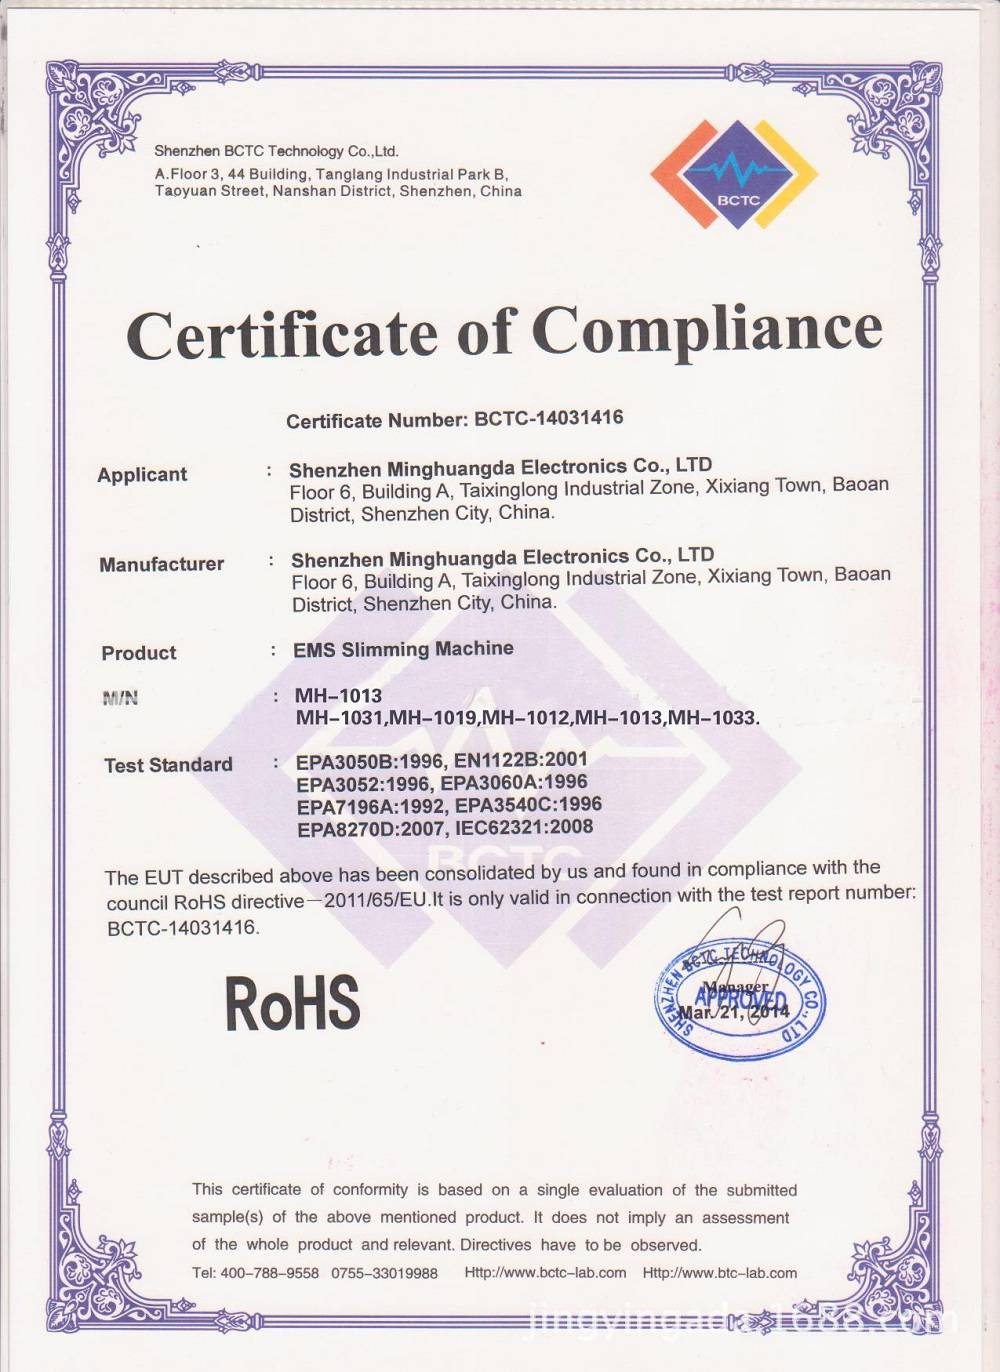 Shenzhen BCTC Technology Co.,Ltd.
A.Floor 3, 44 Building, Tanglang Industrial Park B,
Taoyuan Street, Nanshan District, Shenzhen, China
BCTC
Certificate of Compliance
Certificate Number: BCTC-14031416
Applicant : Shenzhen Minghuangda Electronics Co., LTD
Floor 6, Building A, Taixinglong Industrial Zone, Xixiang Town, Baoan
District, Shenzhen City, China.
Manufacturer : Shenzhen Minghuangda Electronics Co., LTD
Floor 6, Building A, Taixinglong Industrial Zone, Xixiang Town, Baoan
District, Shenzhen City, China.
Product : EMS Slimming Machine
M/N : MH-1013
MH-1031,MH-1019,MH-1012,MH-1013,MH-1033.
Test Standard : EPA3050B:1996, EN1122B:2001
EPA3052:1996, EPA3060A:1996
EPA7196A:1992, EPA3540C:1996
EPA8270D:2007, IEC62321:2008
BCTC
The EUT described above has been consolidated by us and found in compliance with the
council RoHS directive—2011/65/EU.It is only valid in connection with the test report number:
BCTC-14031416.
RoHS
SHENZHEN BCTC TECHNOLOGY CO., LTD
Manager
APPROVED
Mar. 21, 2014
This certificate of conformity is based on a single evaluation of the submitted
sample(s) of the above mentioned product. It does not imply an assessment
of the whole product and relevant. Directives have to be observed.
Tel: 400-788-9558 0755-33019988 Http://www.bctc-lab.com Http://www.btc-lab.com
jingyingada.1688.com